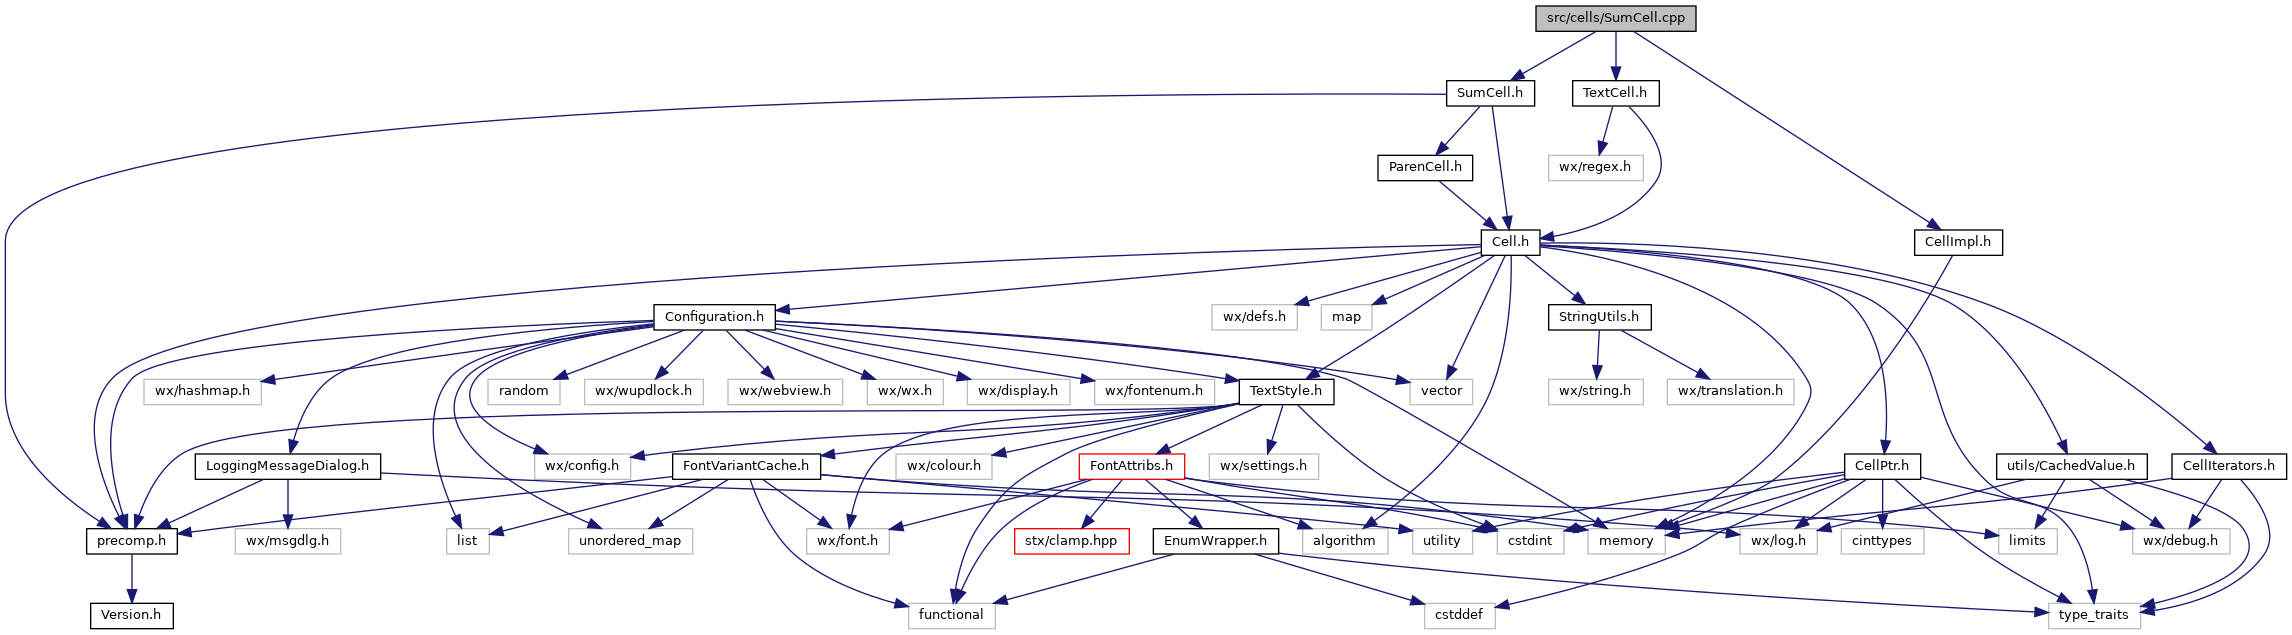 src/cells/SumCell.cpp
SumCell.h
TextCell.h
ParenCell.h
wx/regex.h
Cell.h
CellImpl.h
Configuration.h
wx/defs.h
map
StringUtils.h
wx/hashmap.h
random
wx/wupdlock.h
wx/webview.h
wx/wx.h
wx/display.h
wx/fontenum.h
TextStyle.h
vector
wx/string.h
wx/translation.h
LoggingMessageDialog.h
wx/config.h
FontVariantCache.h
wx/colour.h
FontAttribs.h
wx/settings.h
CellPtr.h
utils/CachedValue.h
CellIterators.h
precomp.h
wx/msgdlg.h
list
unordered_map
wx/font.h
stx/clamp.hpp
EnumWrapper.h
algorithm
utility
cstdint
memory
wx/log.h
cinttypes
limits
wx/debug.h
Version.h
functional
cstddef
type_traits